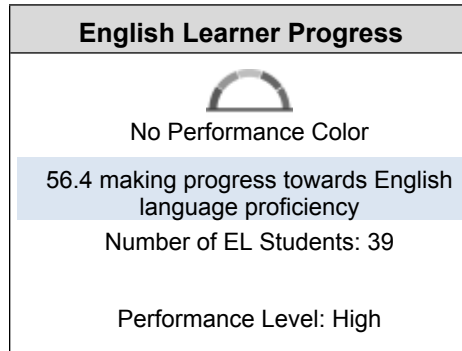 English Learner Progress
No Performance Color
56.4 making progress towards English
language proficiency
Number of EL Students: 39
Performance Level: High